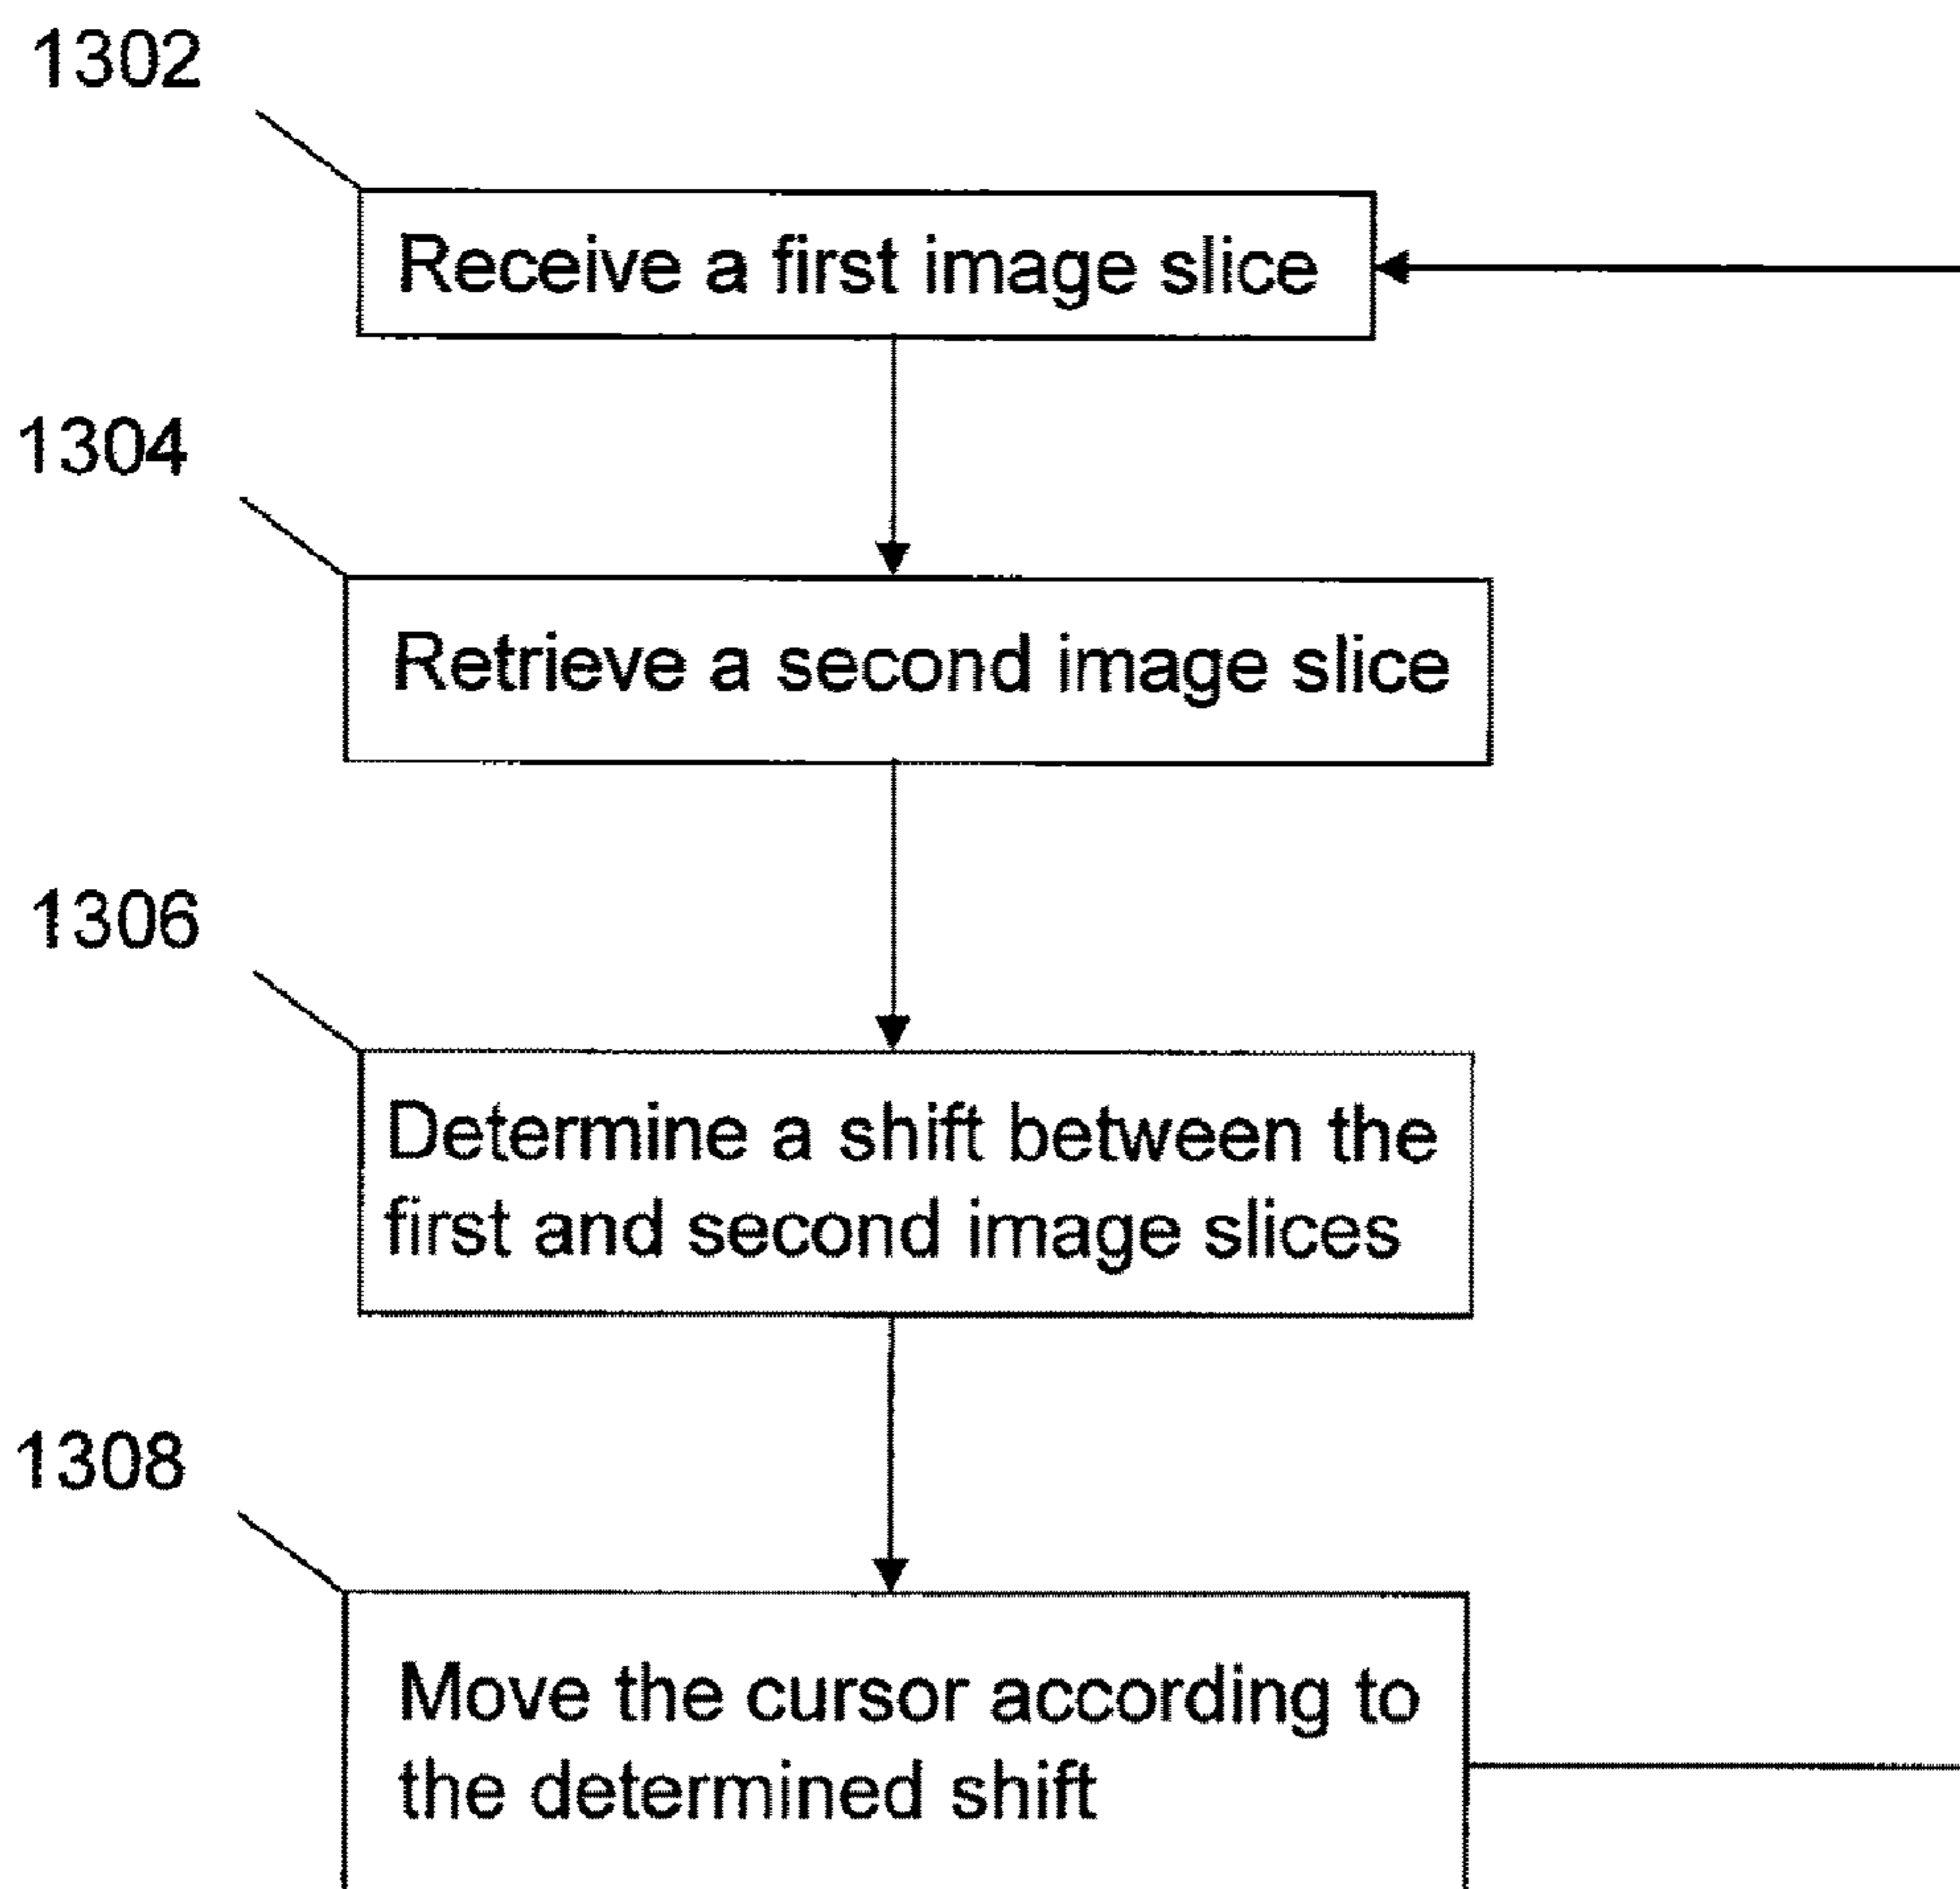 1302
Receive a first image slice
1304
Retrieve a second image slice
1306
Determine a shift between the
first and second image slices
1308
Move the cursor according to
the determined shift